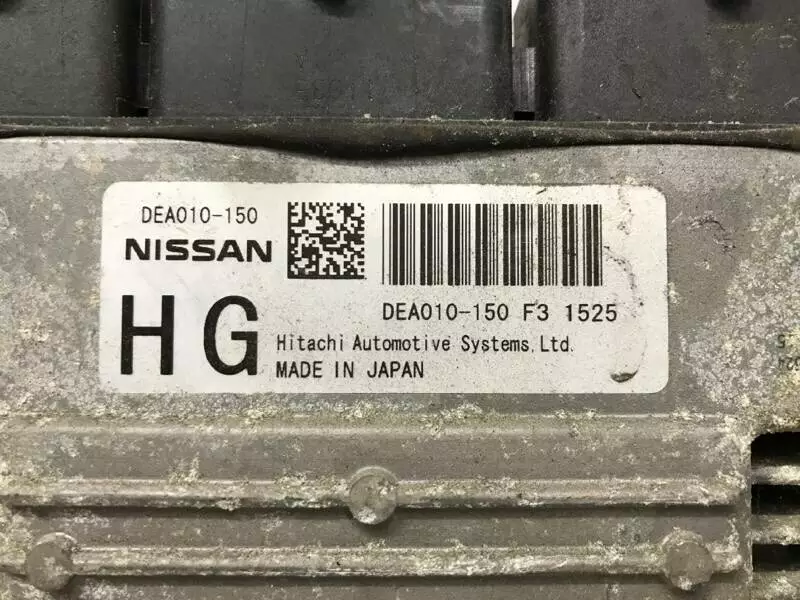 DEA010-150
NISSAN
DEA010-150 F3 1525
HG
Hitachi Automotive Systems, Ltd.
MADE IN JAPAN